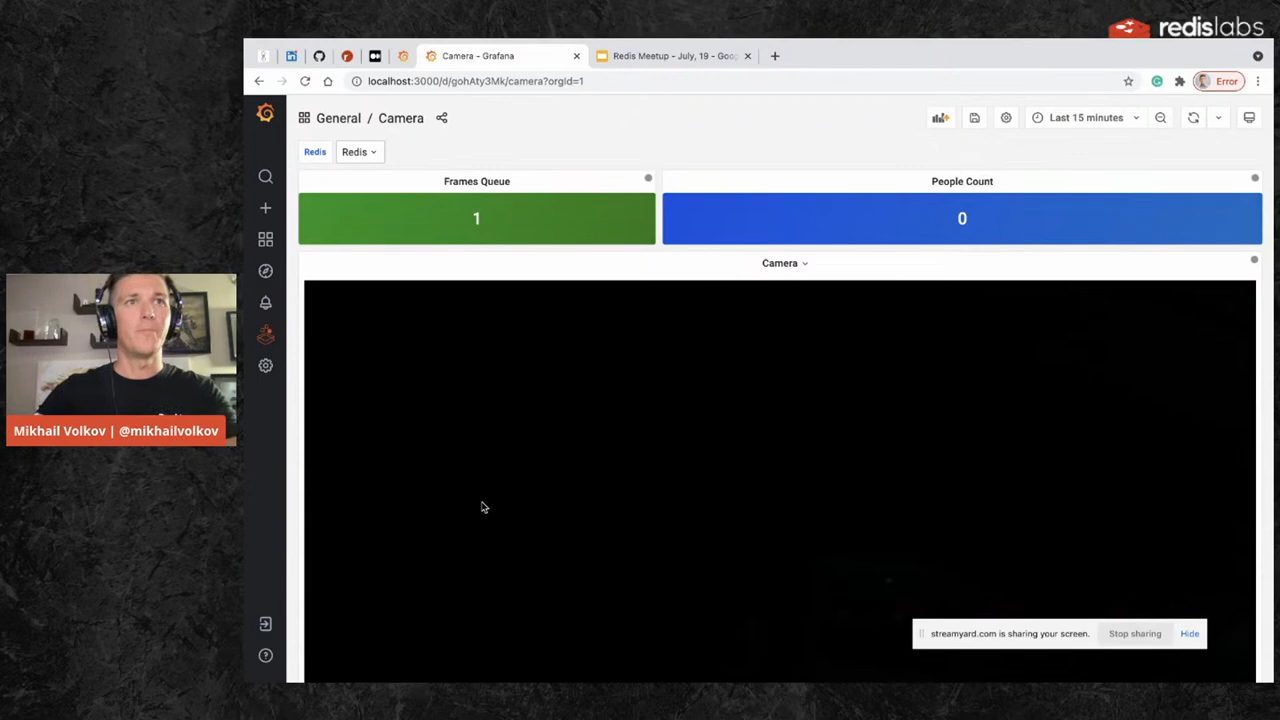 redislabs
Camera - Grafana
Redis Meetup - July, 19 - Goo
localhost:3000/d/gohAty3Mk/camera?orgId=1
Error
General / Camera
Last 15 minutes
Redis
Redis
Frames Queue
People Count
1
0
Camera
Mikhail Volkov | @mikhailvolkov
streamyard.com is sharing your screen.
Stop sharing
Hide